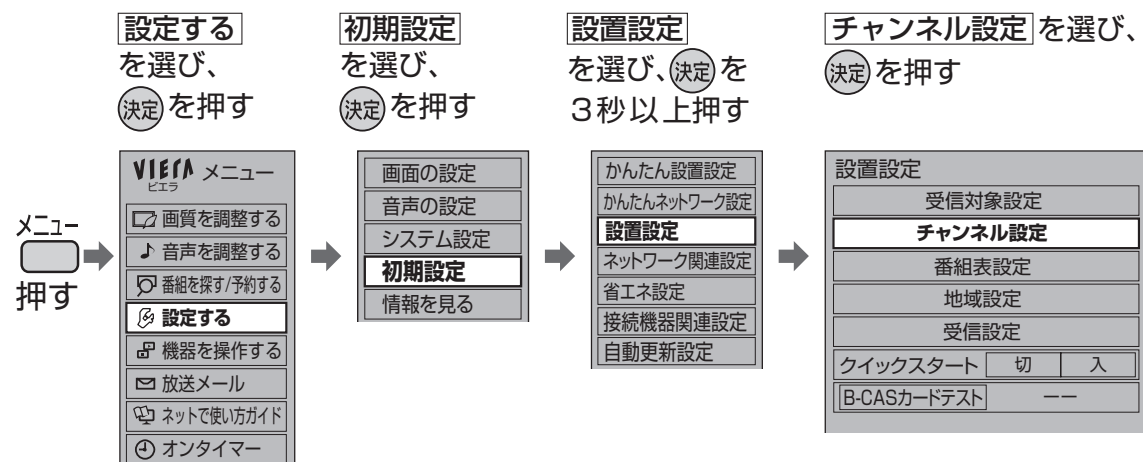 設定する
を選び、
決定を押す
初期設定
を選び、
決定を押す
設置設定
を選び、決定を
3秒以上押す
チャンネル設定を選び、
決定を押す
メニュー
押す
VIERA メニュー
ビエラ
画質を調整する
音声を調整する
番組を探す/予約する
設定する
機器を操作する
放送メール
ネットで使い方ガイド
オンタイマー
画面の設定
音声の設定
システム設定
初期設定
情報を見る
かんたん設置設定
かんたんネットワーク設定
設置設定
ネットワーク関連設定
省エネ設定
接続機器関連設定
自動更新設定
設置設定
受信対象設定
チャンネル設定
番組表設定
地域設定
受信設定
クイックスタート 切 入
B-CASカードテスト ーー